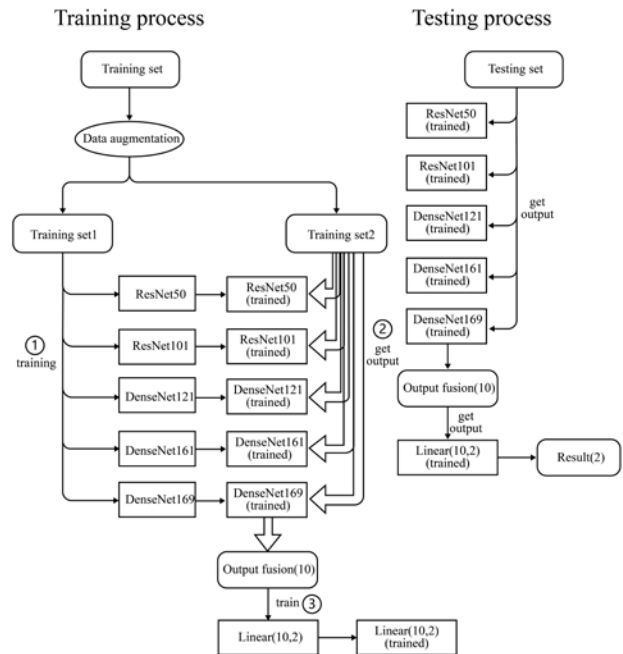 Training process
Training set
Data augmentation
Training set1
Training set2
ResNet50
ResNet50
(trained)
1
training
ResNet101
ResNet101
(trained)
2
get
output
DenseNet121
DenseNet121
(trained)
DenseNet161
DenseNet161
(trained)
DenseNet169
DenseNet169
(trained)
Output fusion(10)
train 3
Linear(10,2)
Linear(10,2)
(trained)
Testing process
Testing set
ResNet50
(trained)
ResNet101
(trained)
get
output
DenseNet121
(trained)
DenseNet161
(trained)
DenseNet169
(trained)
Output fusion(10)
get
output
Linear(10,2)
(trained)
Result(2)